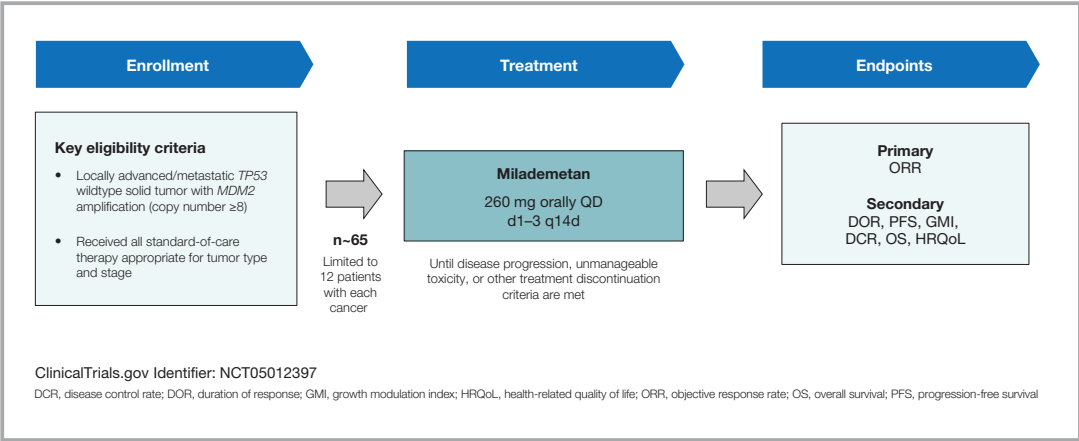 Enrollment
Treatment
Endpoints
Key eligibility criteria
• Locally advanced/metastatic TP53
wildtype solid tumor with MDM2
amplification (copy number ≥8)
• Received all standard-of-care
therapy appropriate for tumor type
and stage
n~65
Limited to
12 patients
with each
cancer
Milademetan
260 mg orally QD
d1–3 q14d
Until disease progression, unmanageable
toxicity, or other treatment discontinuation
criteria are met
Primary
ORR
Secondary
DOR, PFS, GMI,
DCR, OS, HRQoL
ClinicalTrials.gov Identifier: NCT05012397
DCR, disease control rate; DOR, duration of response; GMI, growth modulation index; HRQoL, health-related quality of life; ORR, objective response rate; OS, overall survival; PFS, progression-free survival